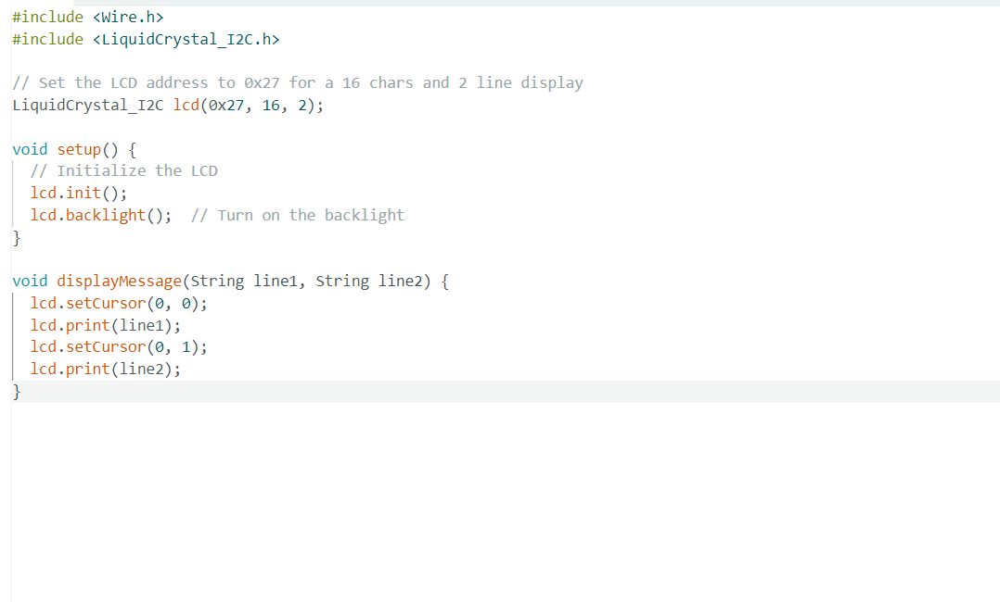 #include <Wire.h>
#include <LiquidCrystal_I2C.h>
// Set the LCD address to 0x27 for a 16 chars and 2 line display
LiquidCrystal_I2C lcd(0x27, 16, 2);
void setup() {
  // Initialize the LCD
  lcd.init();
  lcd.backlight();  // Turn on the backlight
}
void displayMessage(String line1, String line2) {
  lcd.setCursor(0, 0);
  lcd.print(line1);
  lcd.setCursor(0, 1);
  lcd.print(line2);
}